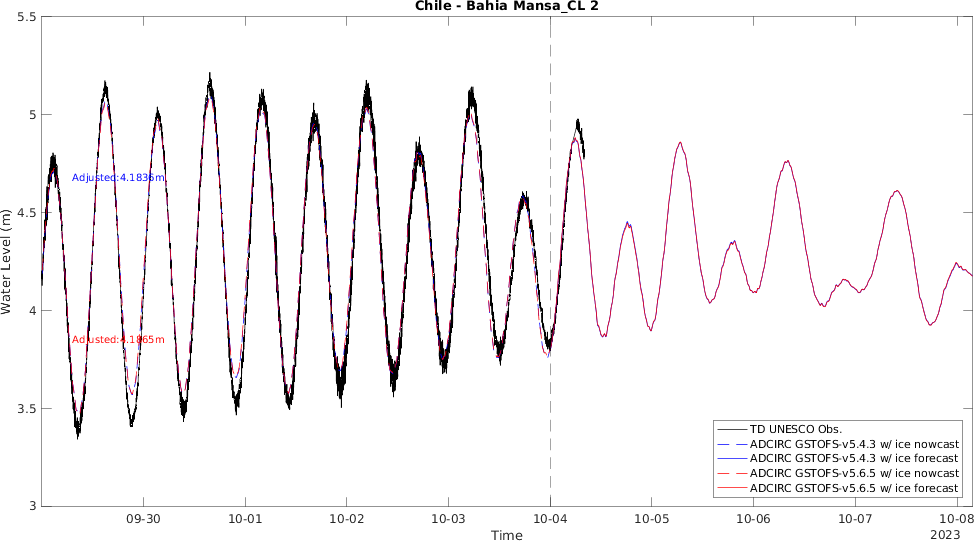 Chile - Bahia Mansa_CL 2
5.5
5
4.5
4
3.5
3
Water Level (m)
Adjusted:4.1836m
Adjusted:4.1865m
TD UNESCO Obs.
ADCIRC GSTOFS-v5.4.3 w/ ice nowcast
ADCIRC GSTOFS-v5.4.3 w/ ice forecast
ADCIRC GSTOFS-v5.6.5 w/ ice nowcast
ADCIRC GSTOFS-v5.6.5 w/ ice forecast
09-30 10-01 10-02 10-03 10-04 10-05 10-06 10-07 10-08
Time
2023